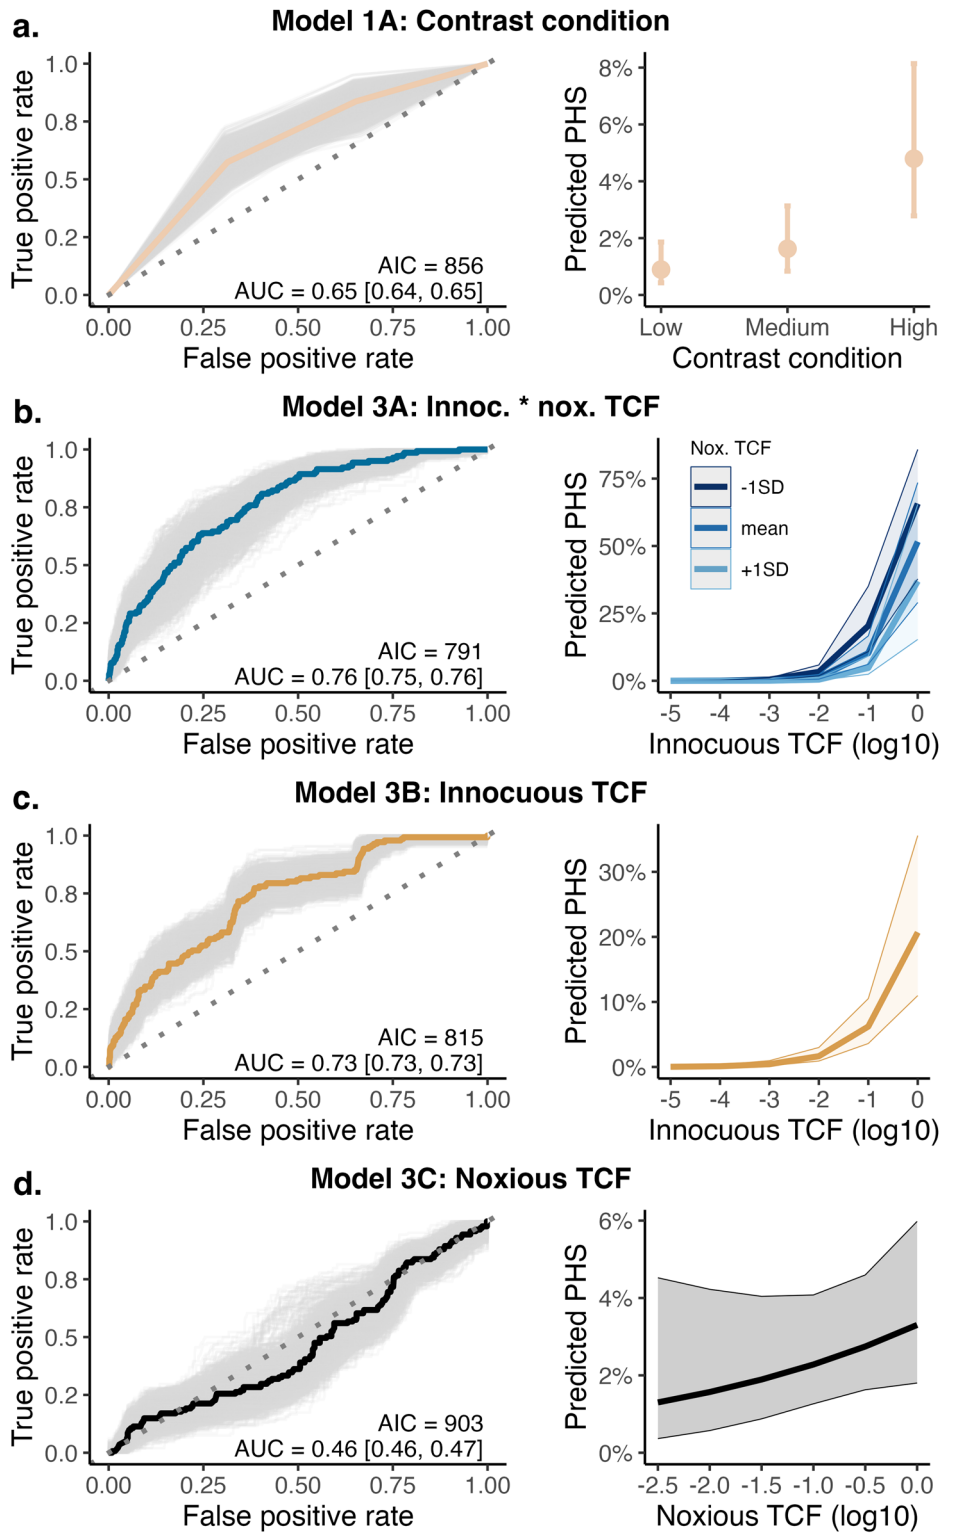 a.
Model 1A: Contrast condition
True positive rate
1.0
0.8
0.5
0.2
0.0
AIC = 856
AUC = 0.65 [0.64, 0.65]
0.00 0.25 0.50 0.75 1.00
False positive rate
Predicted PHS
8%
6%
4%
2%
0%
Low Medium High
Contrast condition
b.
Model 3A: Innoc. * nox. TCF
True positive rate
1.0
0.8
0.5
0.2
0.0
AIC = 791
AUC = 0.76 [0.75, 0.76]
0.00 0.25 0.50 0.75 1.00
False positive rate
Predicted PHS
75%
50%
25%
0%
Nox. TCF
-1SD
mean
+1SD
-5 -4 -3 -2 -1 0
Innocuous TCF (log10)
c.
Model 3B: Innocuous TCF
True positive rate
1.0
0.8
0.5
0.2
0.0
AIC = 815
AUC = 0.73 [0.73, 0.73]
0.00 0.25 0.50 0.75 1.00
False positive rate
Predicted PHS
30%
20%
10%
0%
-5 -4 -3 -2 -1 0
Innocuous TCF (log10)
d.
Model 3C: Noxious TCF
True positive rate
1.0
0.8
0.5
0.2
0.0
AIC = 903
AUC = 0.46 [0.46, 0.47]
0.00 0.25 0.50 0.75 1.00
False positive rate
Predicted PHS
6%
4%
2%
0%
-2.5 -2.0 -1.5 -1.0 -0.5 0.0
Noxious TCF (log10)